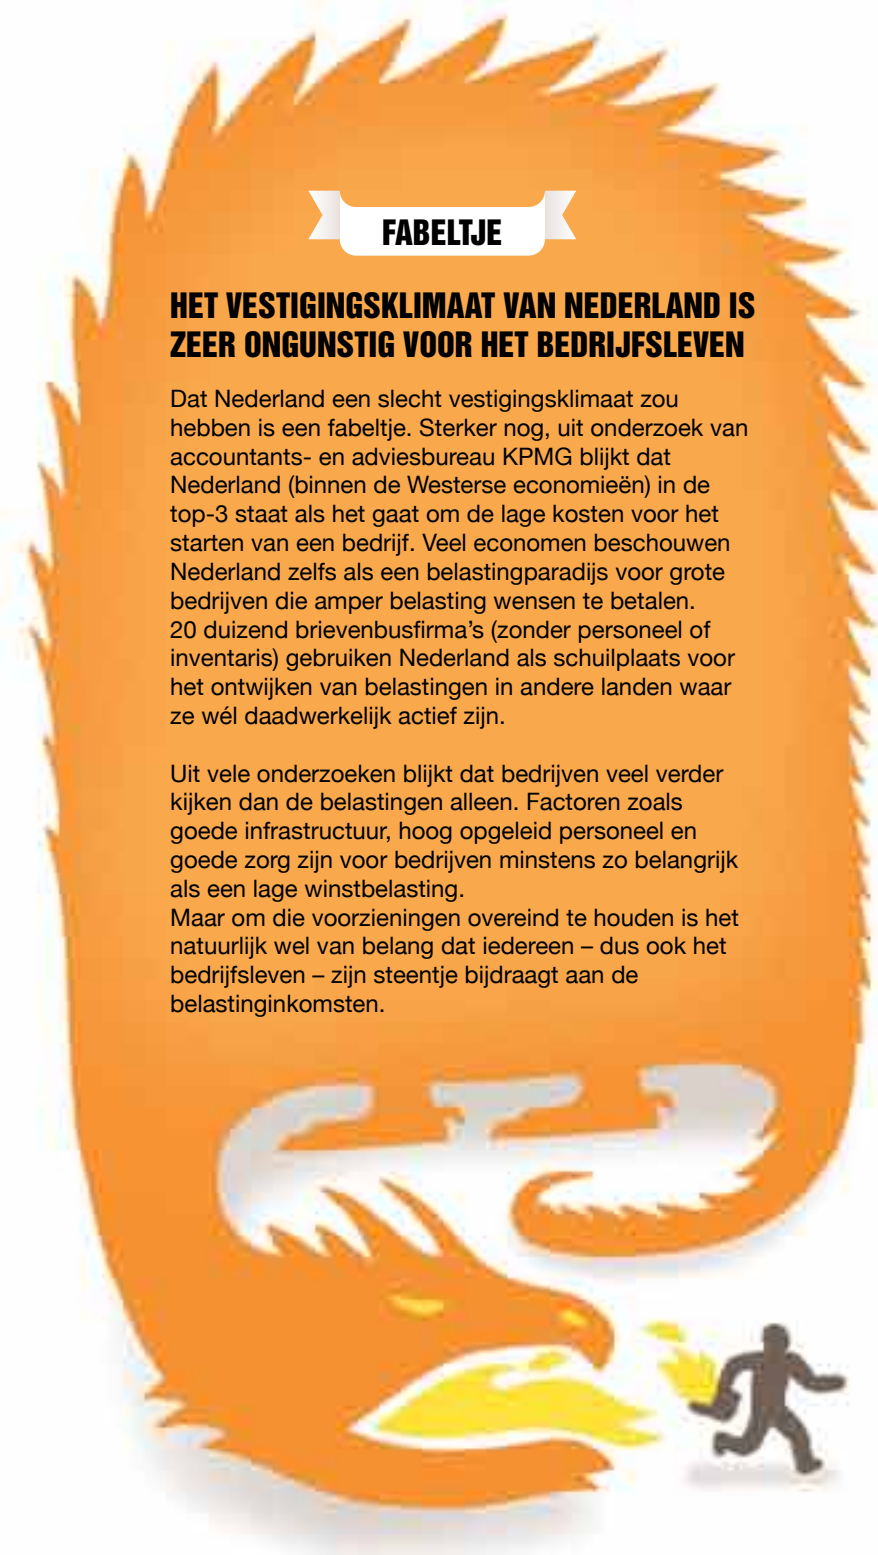 FABELTJE
HET VESTIGINGSKLIMAAT VAN NEDERLAND IS
ZEER ONGUNSTIG VOOR HET BEDRIJFSLEVEN
Dat Nederland een slecht vestigingsklimaat zou
hebben is een fabeltje. Sterker nog, uit onderzoek van
accountants- en adviesbureau KPMG blijkt dat
Nederland (binnen de Westerse economieën) in de
top-3 staat als het gaat om de lage kosten voor het
starten van een bedrijf. Veel economen beschouwen
Nederland zelfs als een belastingparadijs voor grote
bedrijven die amper belasting wensen te betalen.
20 duizend brievenbusfirma’s (zonder personeel of
inventaris) gebruiken Nederland als schuilplaats voor
het ontwijken van belastingen in andere landen waar
ze wél daadwerkelijk actief zijn.
Uit vele onderzoeken blijkt dat bedrijven veel verder
kijken dan de belastingen alleen. Factoren zoals
goede infrastructuur, hoog opgeleid personeel en
goede zorg zijn voor bedrijven minstens zo belangrijk
als een lage winstbelasting.
Maar om die voorzieningen overeind te houden is het
natuurlijk wel van belang dat iedereen – dus ook het
bedrijfsleven – zijn steentje bijdraagt aan de
belastinginkomsten.